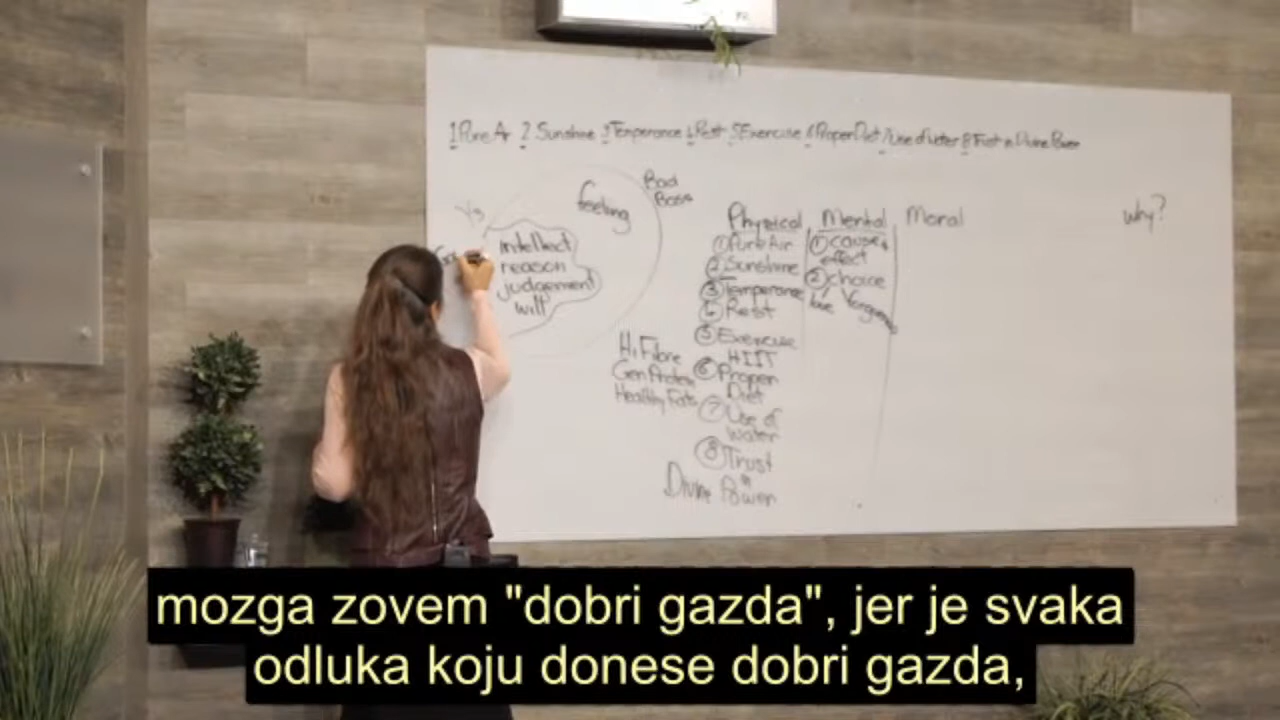 1 Pure Air 2 Sunshine 3 Temperance 4 Rest 5 Exercise 6 Proper Diet 7 Use of Water 8 Trust in Divine Power
Bad
Boss
feeling
intellect
reason
judgement
will
Physical Mental Moral
why?
① Pure Air
② Sunshine
③ Temperance
④ Rest
⑤ Exercise
HIIT
⑥ Proper
Diet
⑦ Use of
Water
⑧ Trust
in
Divine Power
① cause &
effect
② choice
love
Hi Fibre
Gen Protein
Healthy Fats
mozga zovem "dobri gazda", jer je svaka
odluka koju donese dobri gazda,